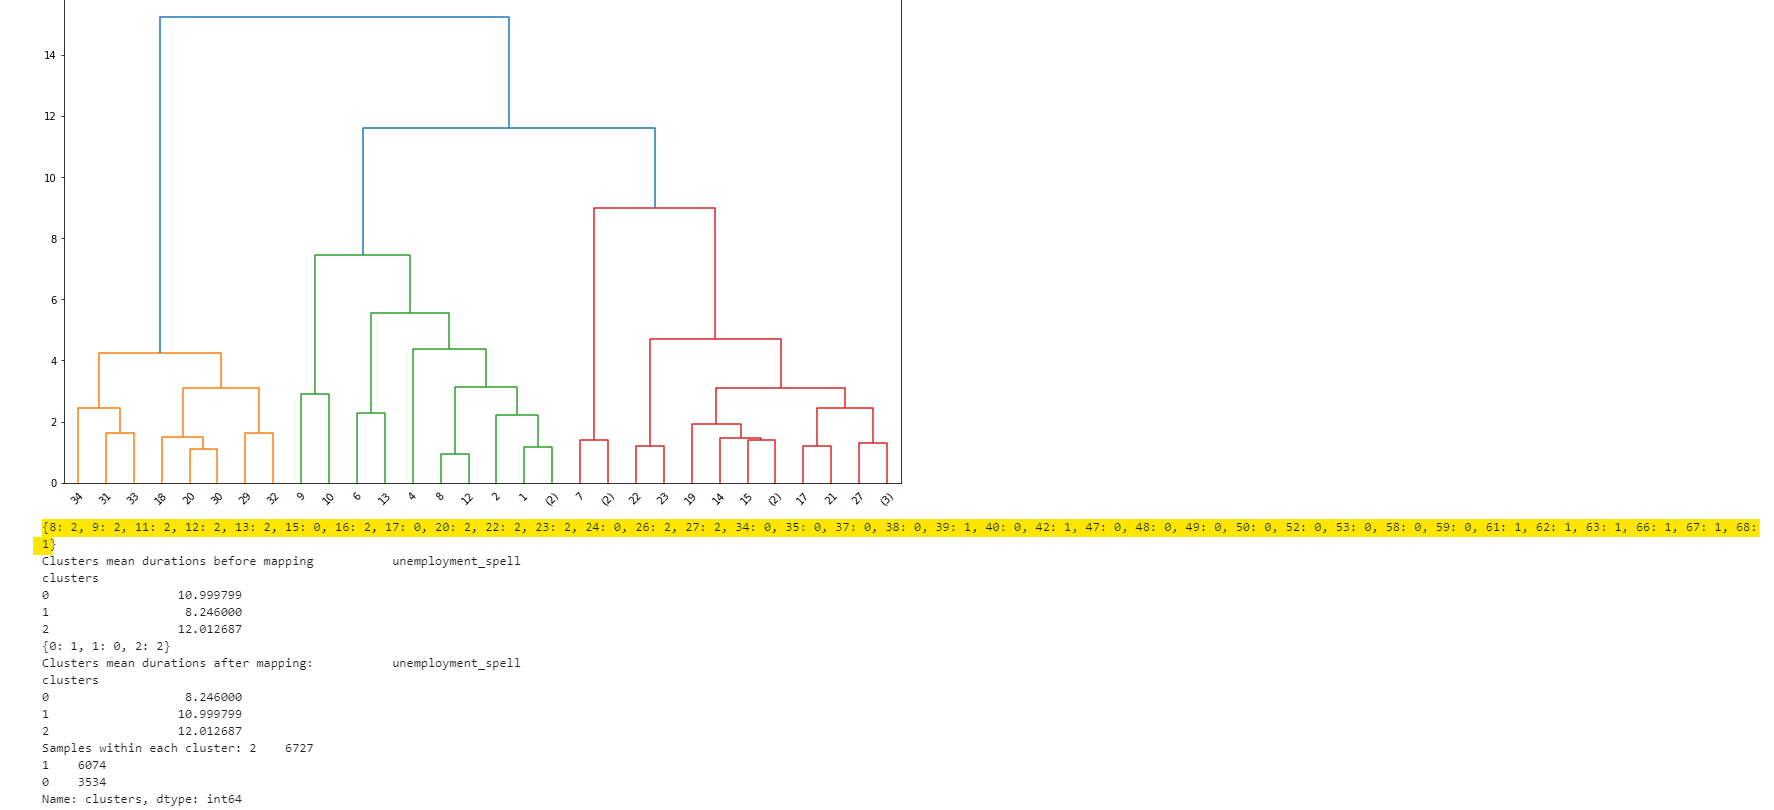 14
12
10
8
6
4
2
0
34 31 33 18 20 30 29 32 9 10 6 13 4 8 12 2 1 (2) 7 (2) 22 23 19 14 15 (2) 17 21 27 (3)
{8: 2, 9: 2, 11: 2, 12: 2, 13: 2, 15: 0, 16: 2, 17: 0, 20: 2, 22: 2, 23: 2, 24: 0, 26: 2, 27: 2, 34: 0, 35: 0, 37: 0, 38: 0, 39: 1, 40: 0, 42: 1, 47: 0, 48: 0, 49: 0, 50: 0, 52: 0, 53: 0, 58: 0, 59: 0, 61: 1, 62: 1, 63: 1, 66: 1, 67: 1, 68:
1}
Clusters mean durations before mapping unemployment_spell
clusters
0 10.999799
1 8.246000
2 12.012687
{0: 1, 1: 0, 2: 2}
Clusters mean durations after mapping: unemployment_spell
clusters
0 8.246000
1 10.999799
2 12.012687
Samples within each cluster: 2 6727
1 6074
0 3534
Name: clusters, dtype: int64